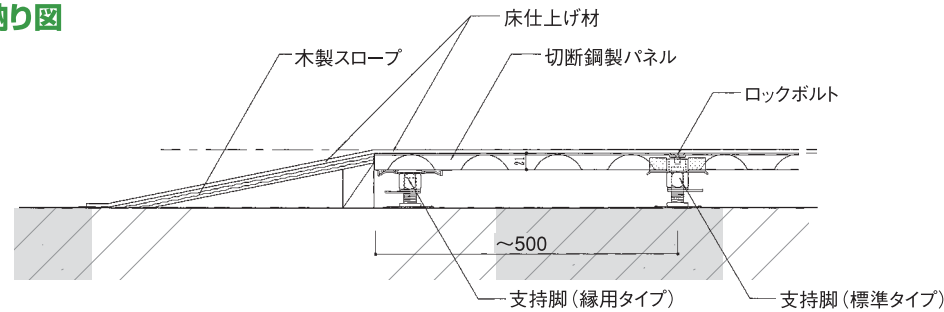 納り図
床仕上げ材
木製スロープ
切断鋼製パネル
ロックボルト
21
～500
支持脚（縁用タイプ）
支持脚（標準タイプ）